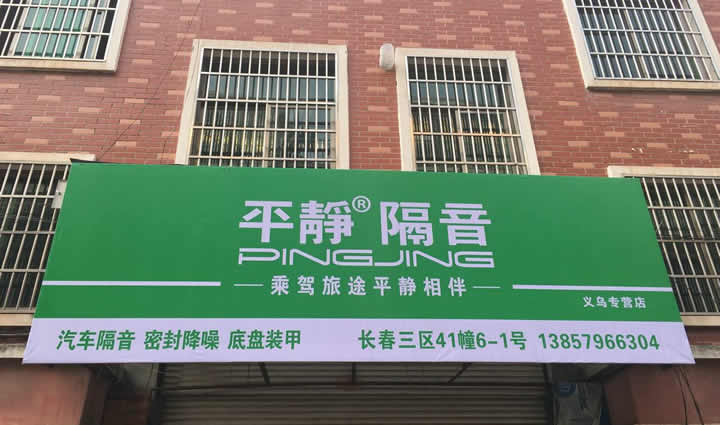 平靜® 隔音
PINGJING
乘驾旅途平静相伴
义乌专营店
汽车隔音 密封降噪 底盘装甲 长春三区41幢6-1号 13857966304